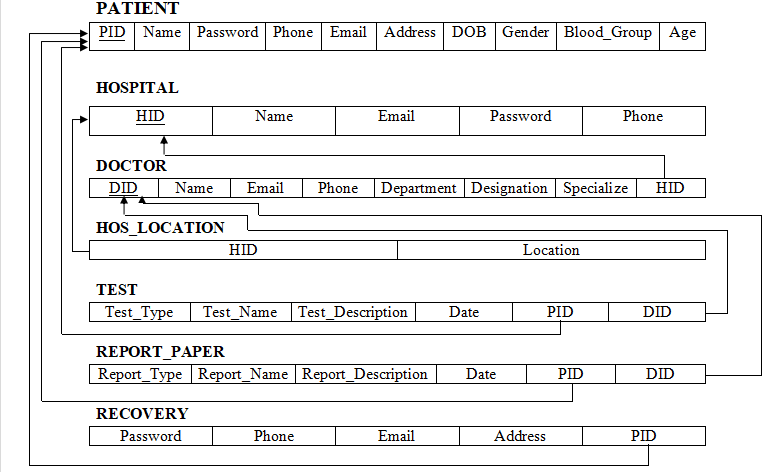 PATIENT
PID Name Password Phone Email Address DOB Gender Blood_Group Age
HOSPITAL
HID Name Email Password Phone
DOCTOR
DID Name Email Phone Department Designation Specialize HID
HOS_LOCATION
HID Location
TEST
Test_Type Test_Name Test_Description Date PID DID
REPORT_PAPER
Report_Type Report_Name Report_Description Date PID DID
RECOVERY
Password Phone Email Address PID